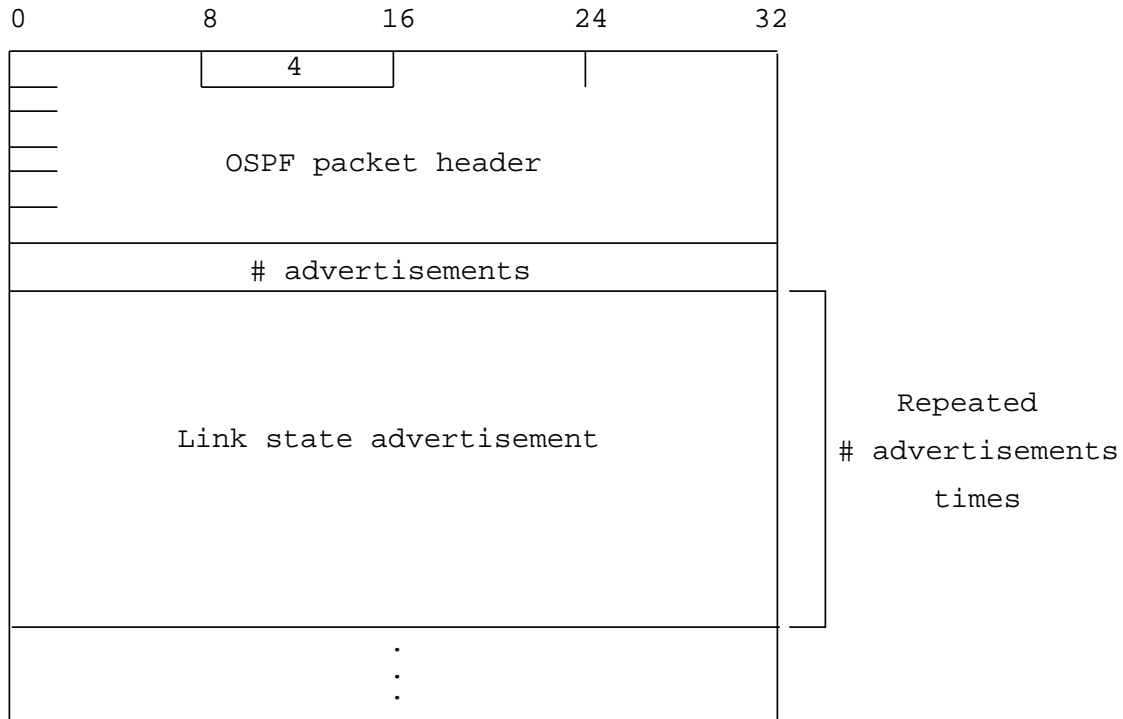 0 8 16 24 32
4
OSPF packet header
# advertisements
Link state advertisement
Repeated
# advertisements
times